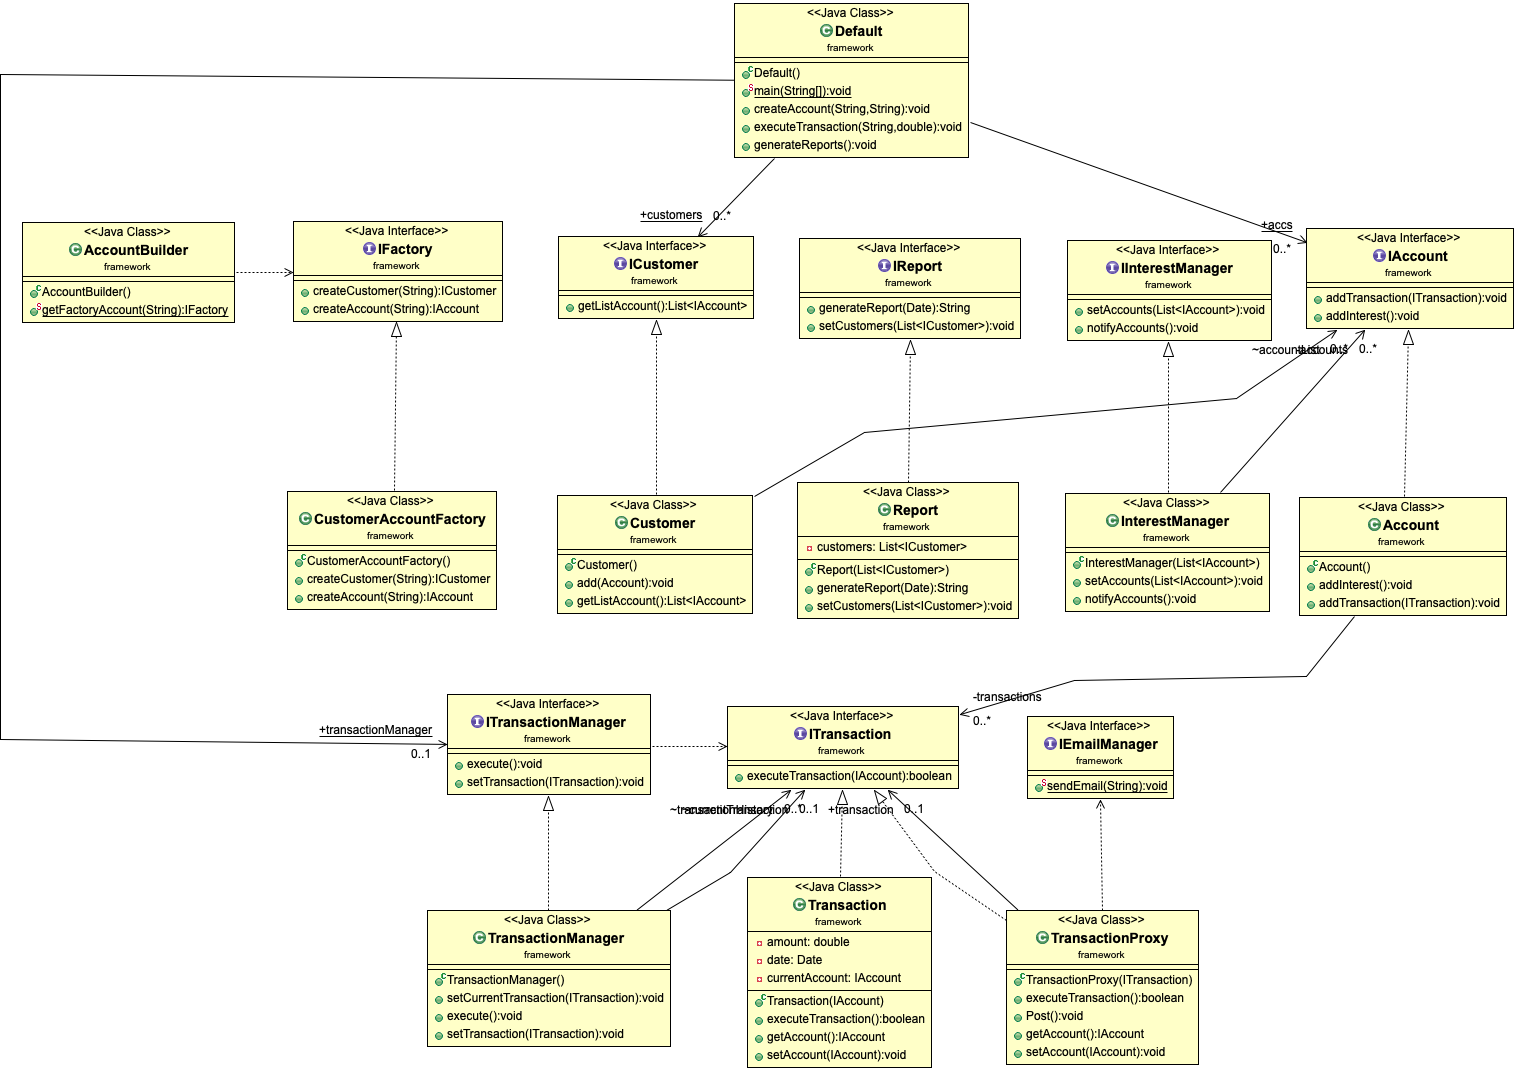 <<Java Class>>
Default
framework
Default()
main(String[]):void
createAccount(String,String):void
executeTransaction(String,double):void
generateReports():void
+customers 0..*
+accs
0..*
<<Java Class>>
AccountBuilder
framework
AccountBuilder()
getFactoryAccount(String):IFactory
<<Java Interface>>
IFactory
framework
createCustomer(String):ICustomer
createAccount(String):IAccount
<<Java Interface>>
ICustomer
framework
getListAccount():List<IAccount>
<<Java Interface>>
IReport
framework
generateReport(Date):String
setCustomers(List<ICustomer>):void
<<Java Interface>>
IInterestManager
framework
setAccounts(List<IAccount>):void
notifyAccounts():void
<<Java Interface>>
IAccount
framework
addTransaction(ITransaction):void
addInterest():void
0..* 0..*
<<Java Class>>
CustomerAccountFactory
framework
CustomerAccountFactory()
createCustomer(String):ICustomer
createAccount(String):IAccount
<<Java Class>>
Customer
framework
Customer()
add(Account):void
getListAccount():List<IAccount>
<<Java Class>>
Report
framework
customers: List<ICustomer>
Report(List<ICustomer>)
generateReport(Date):String
setCustomers(List<ICustomer>):void
<<Java Class>>
InterestManager
framework
InterestManager(List<IAccount>)
setAccounts(List<IAccount>):void
notifyAccounts():void
<<Java Class>>
Account
framework
Account()
addInterest():void
addTransaction(ITransaction):void
+transactionManager
0..1
<<Java Interface>>
ITransactionManager
framework
execute():void
setTransaction(ITransaction):void
<<Java Interface>>
ITransaction
framework
executeTransaction(IAccount):boolean
-transactions
0..*
<<Java Interface>>
IEmailManager
framework
sendEmail(String):void
0..* 0..1 +transaction 0..1
<<Java Class>>
TransactionManager
framework
TransactionManager()
setCurrentTransaction(ITransaction):void
execute():void
setTransaction(ITransaction):void
<<Java Class>>
Transaction
framework
amount: double
date: Date
currentAccount: IAccount
Transaction(IAccount)
executeTransaction():boolean
getAccount():IAccount
setAccount(IAccount):void
<<Java Class>>
TransactionProxy
framework
TransactionProxy(ITransaction)
executeTransaction():boolean
Post():void
getAccount():IAccount
setAccount(IAccount):void